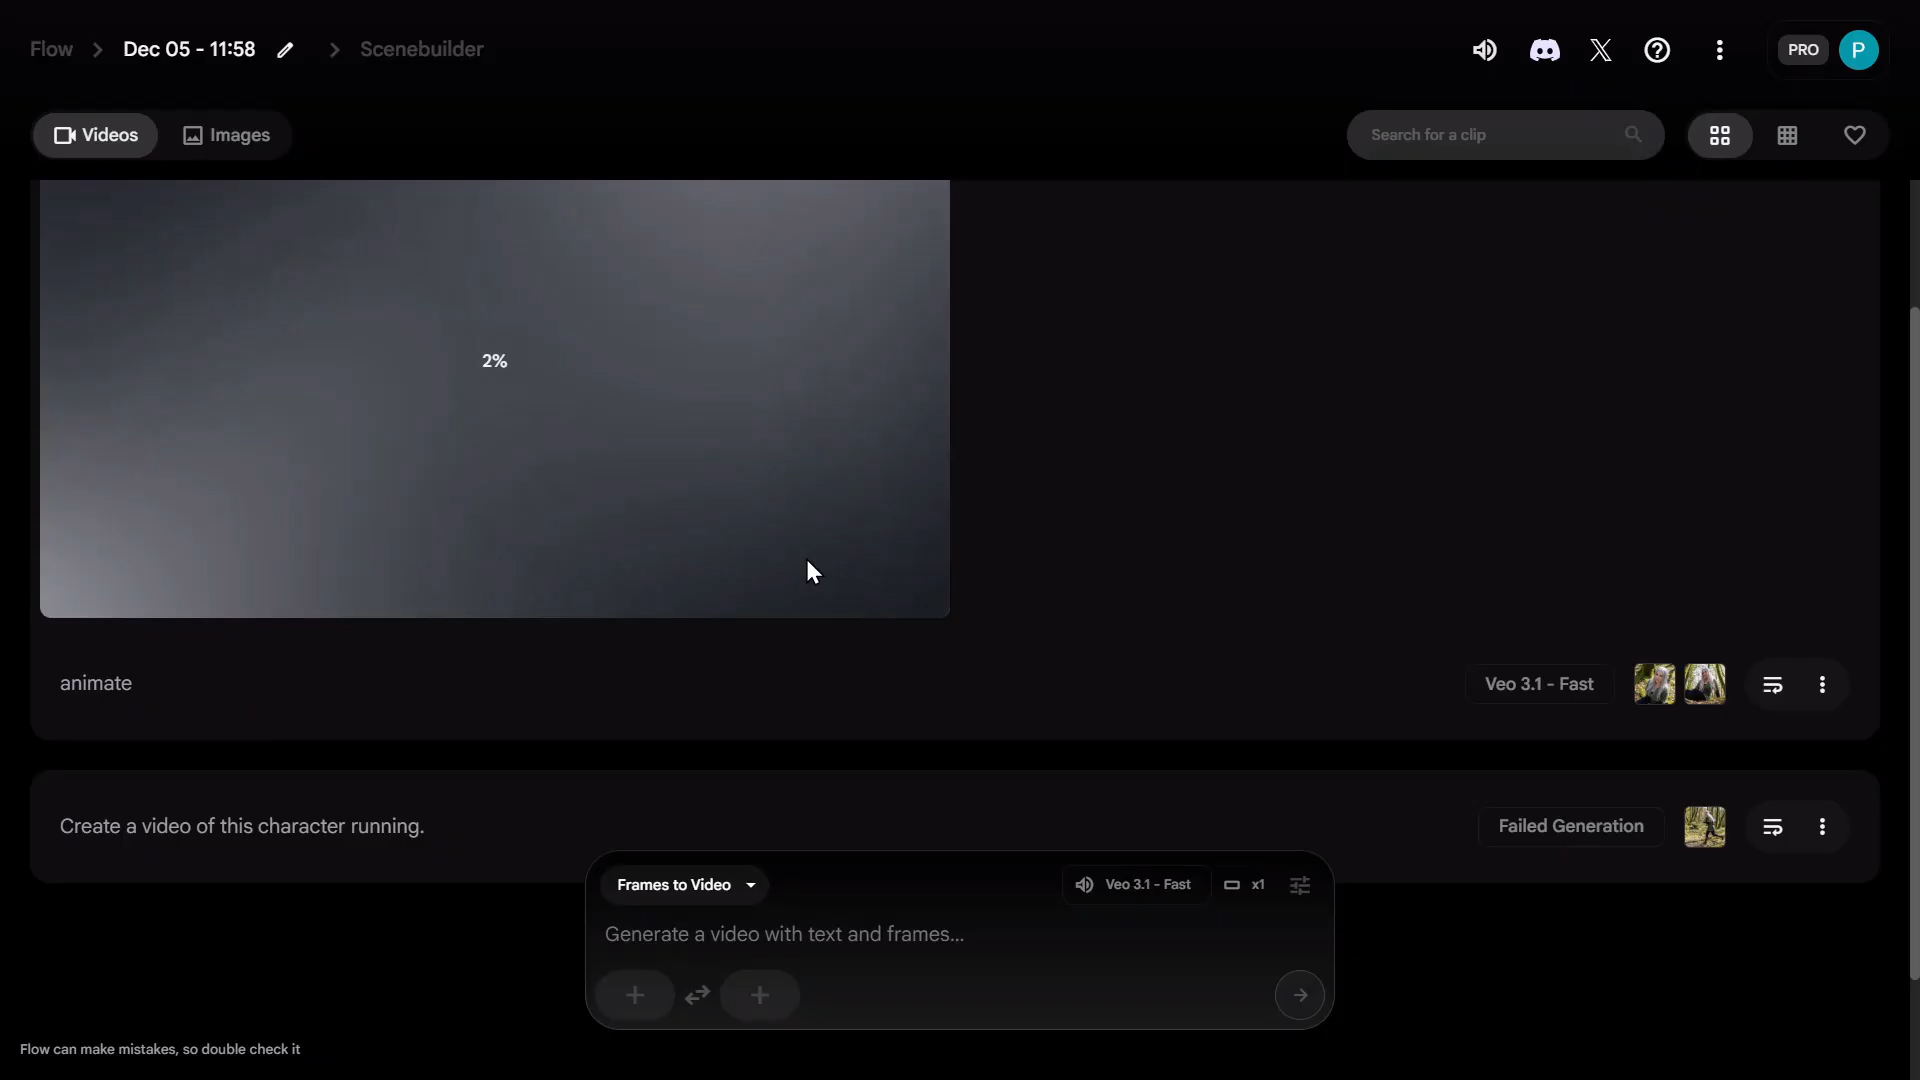 Flow > Dec 05 - 11:58 > Scenebuilder
PRO P
Videos Images
Search for a clip
2%
animate
Veo 3.1 - Fast
Create a video of this character running.
Failed Generation
Frames to Video
Veo 3.1 - Fast
x1
Generate a video with text and frames...
Flow can make mistakes, so double check it